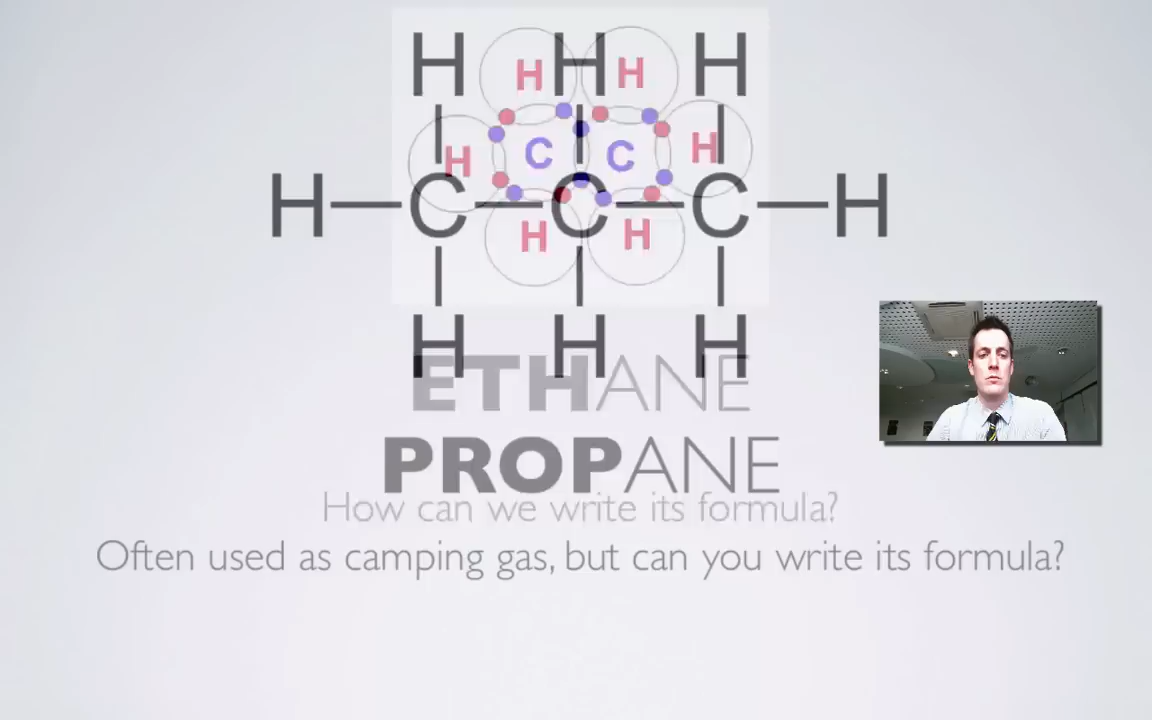 H H H
H H
H C C H
H C C C H
H H
H H H
ETHANE
PROPANE
How can we write its formula?
Often used as camping gas, but can you write its formula?